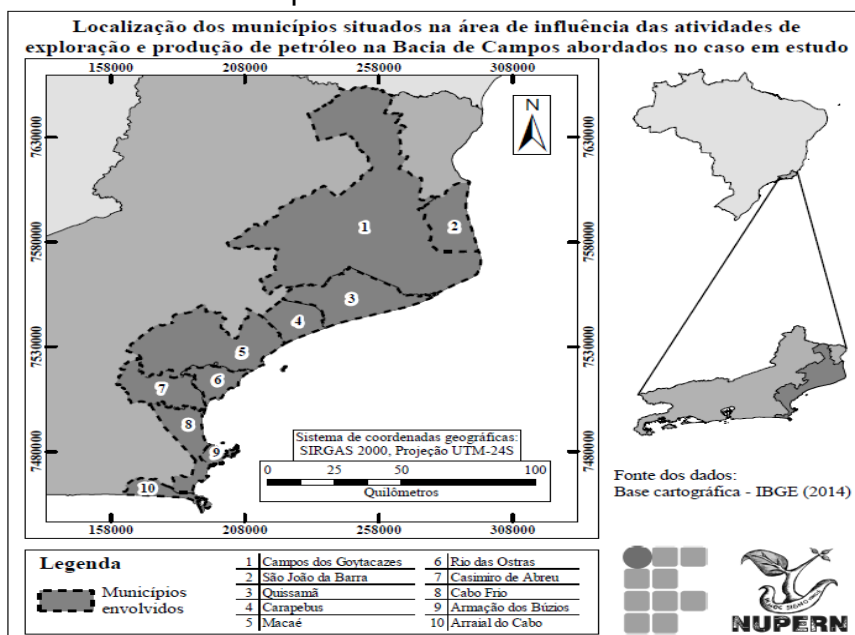 Localização dos municípios situados na área de influência das atividades de
exploração e produção de petróleo na Bacia de Campos abordados no caso em estudo
158000 208000 258000 308000
N
7630000 7630000
7580000 7580000
7530000 7530000
7480000 7480000
1
2
3
4
5
6
7
8
9
10
Sistema de coordenadas geográficas:
SIRGAS 2000, Projeção UTM-24S
0 25 50 100
Quilômetros
158000 208000 258000 308000
Fonte dos dados:
Base cartográfica - IBGE (2014)
Legenda
Municípios
envolvidos
1 Campos dos Goytacazes
2 São João da Barra
3 Quissamã
4 Carapebus
5 Macaé
6 Rio das Ostras
7 Casimiro de Abreu
8 Cabo Frio
9 Armação dos Búzios
10 Arraial do Cabo
NUPERN